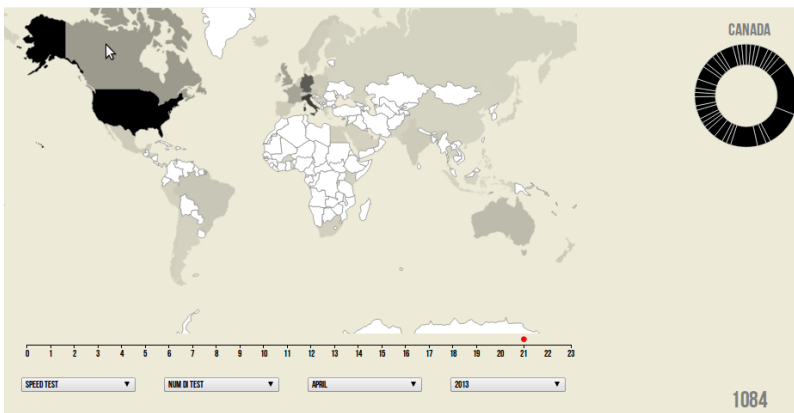 CANADA
0 1 2 3 4 5 6 7 8 9 10 11 12 13 14 15 16 17 18 19 20 21 22 23
SPEED TEST NUM DI TEST APRIL 2013
1084